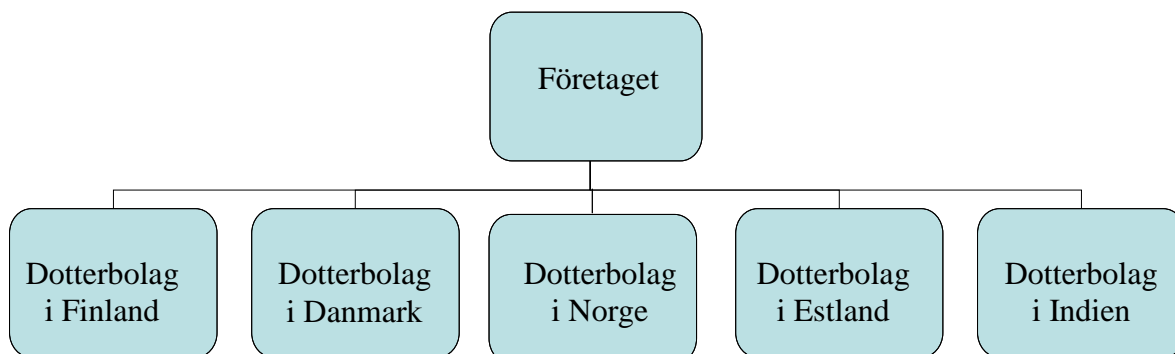 Företaget
Dotterbolag
i Finland
Dotterbolag
i Danmark
Dotterbolag
i Norge
Dotterbolag
i Estland
Dotterbolag
i Indien